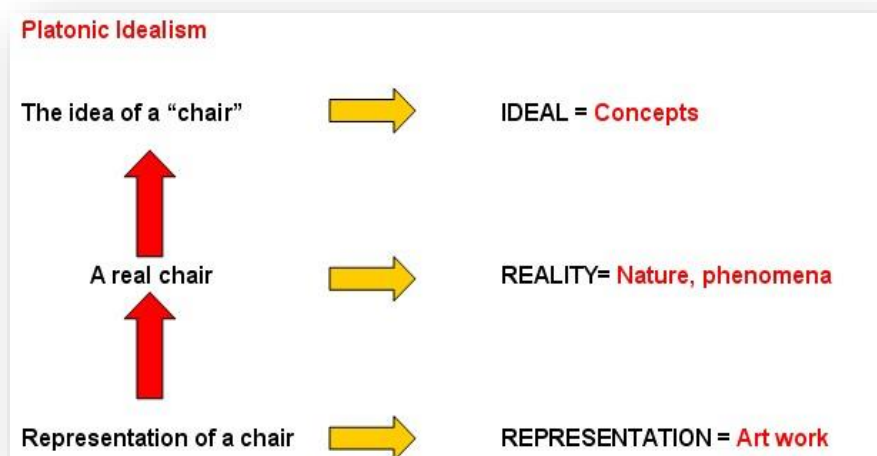 Platonic Idealism
The idea of a “chair”
IDEAL = Concepts
A real chair
REALITY= Nature, phenomena
Representation of a chair
REPRESENTATION = Art work